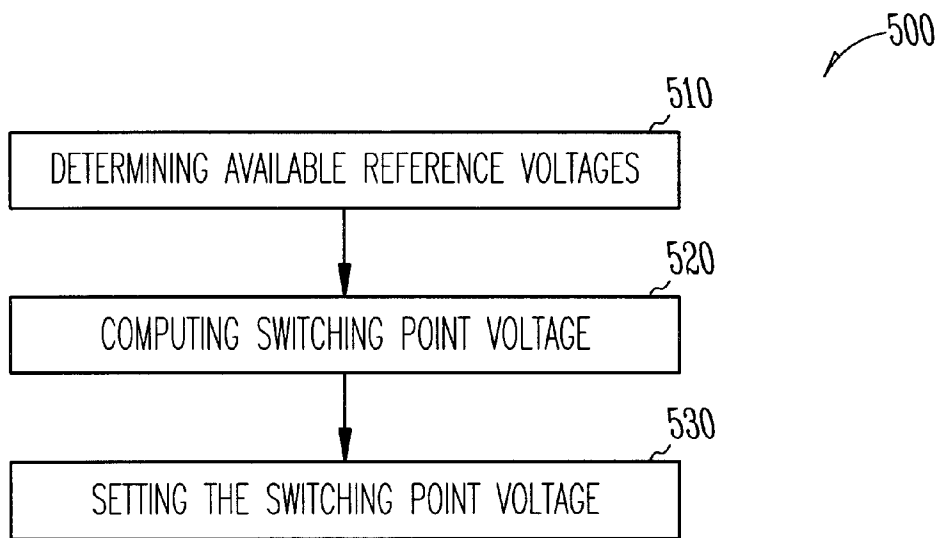 500
510
DETERMINING AVAILABLE REFERENCE VOLTAGES
520
COMPUTING SWITCHING POINT VOLTAGE
530
SETTING THE SWITCHING POINT VOLTAGE